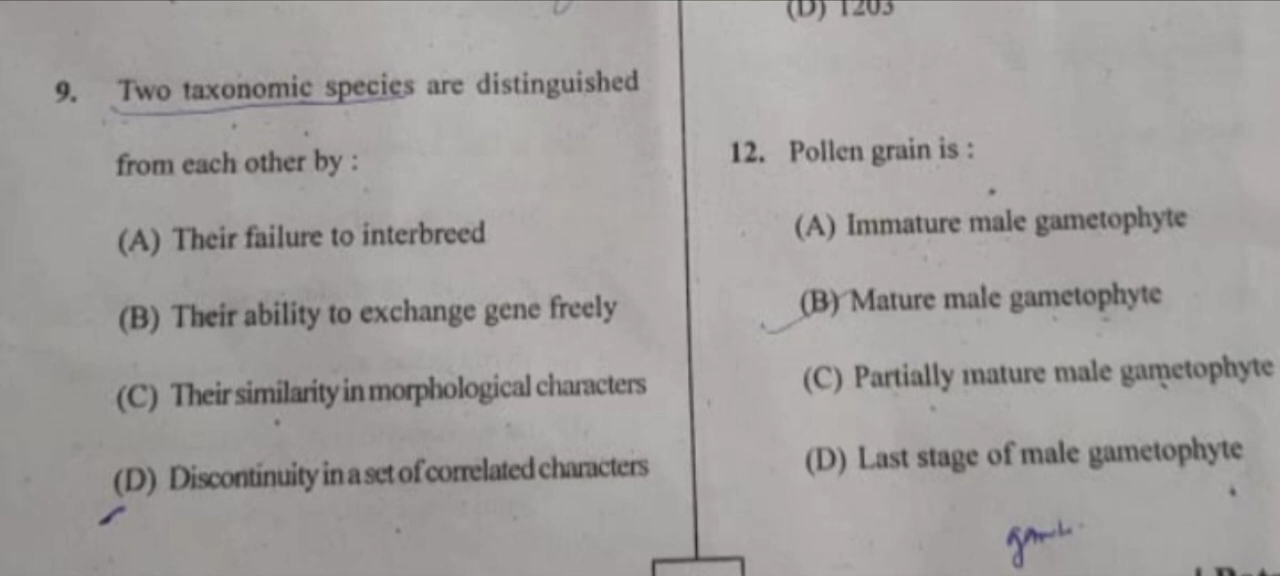 (D) 1203
9. Two taxonomic species are distinguished
from each other by :
(A) Their failure to interbreed
(B) Their ability to exchange gene freely
(C) Their similarity in morphological characters
(D) Discontinuity in a set of correlated characters
12. Pollen grain is :
(A) Immature male gametophyte
(B) Mature male gametophyte
(C) Partially mature male gametophyte
(D) Last stage of male gametophyte